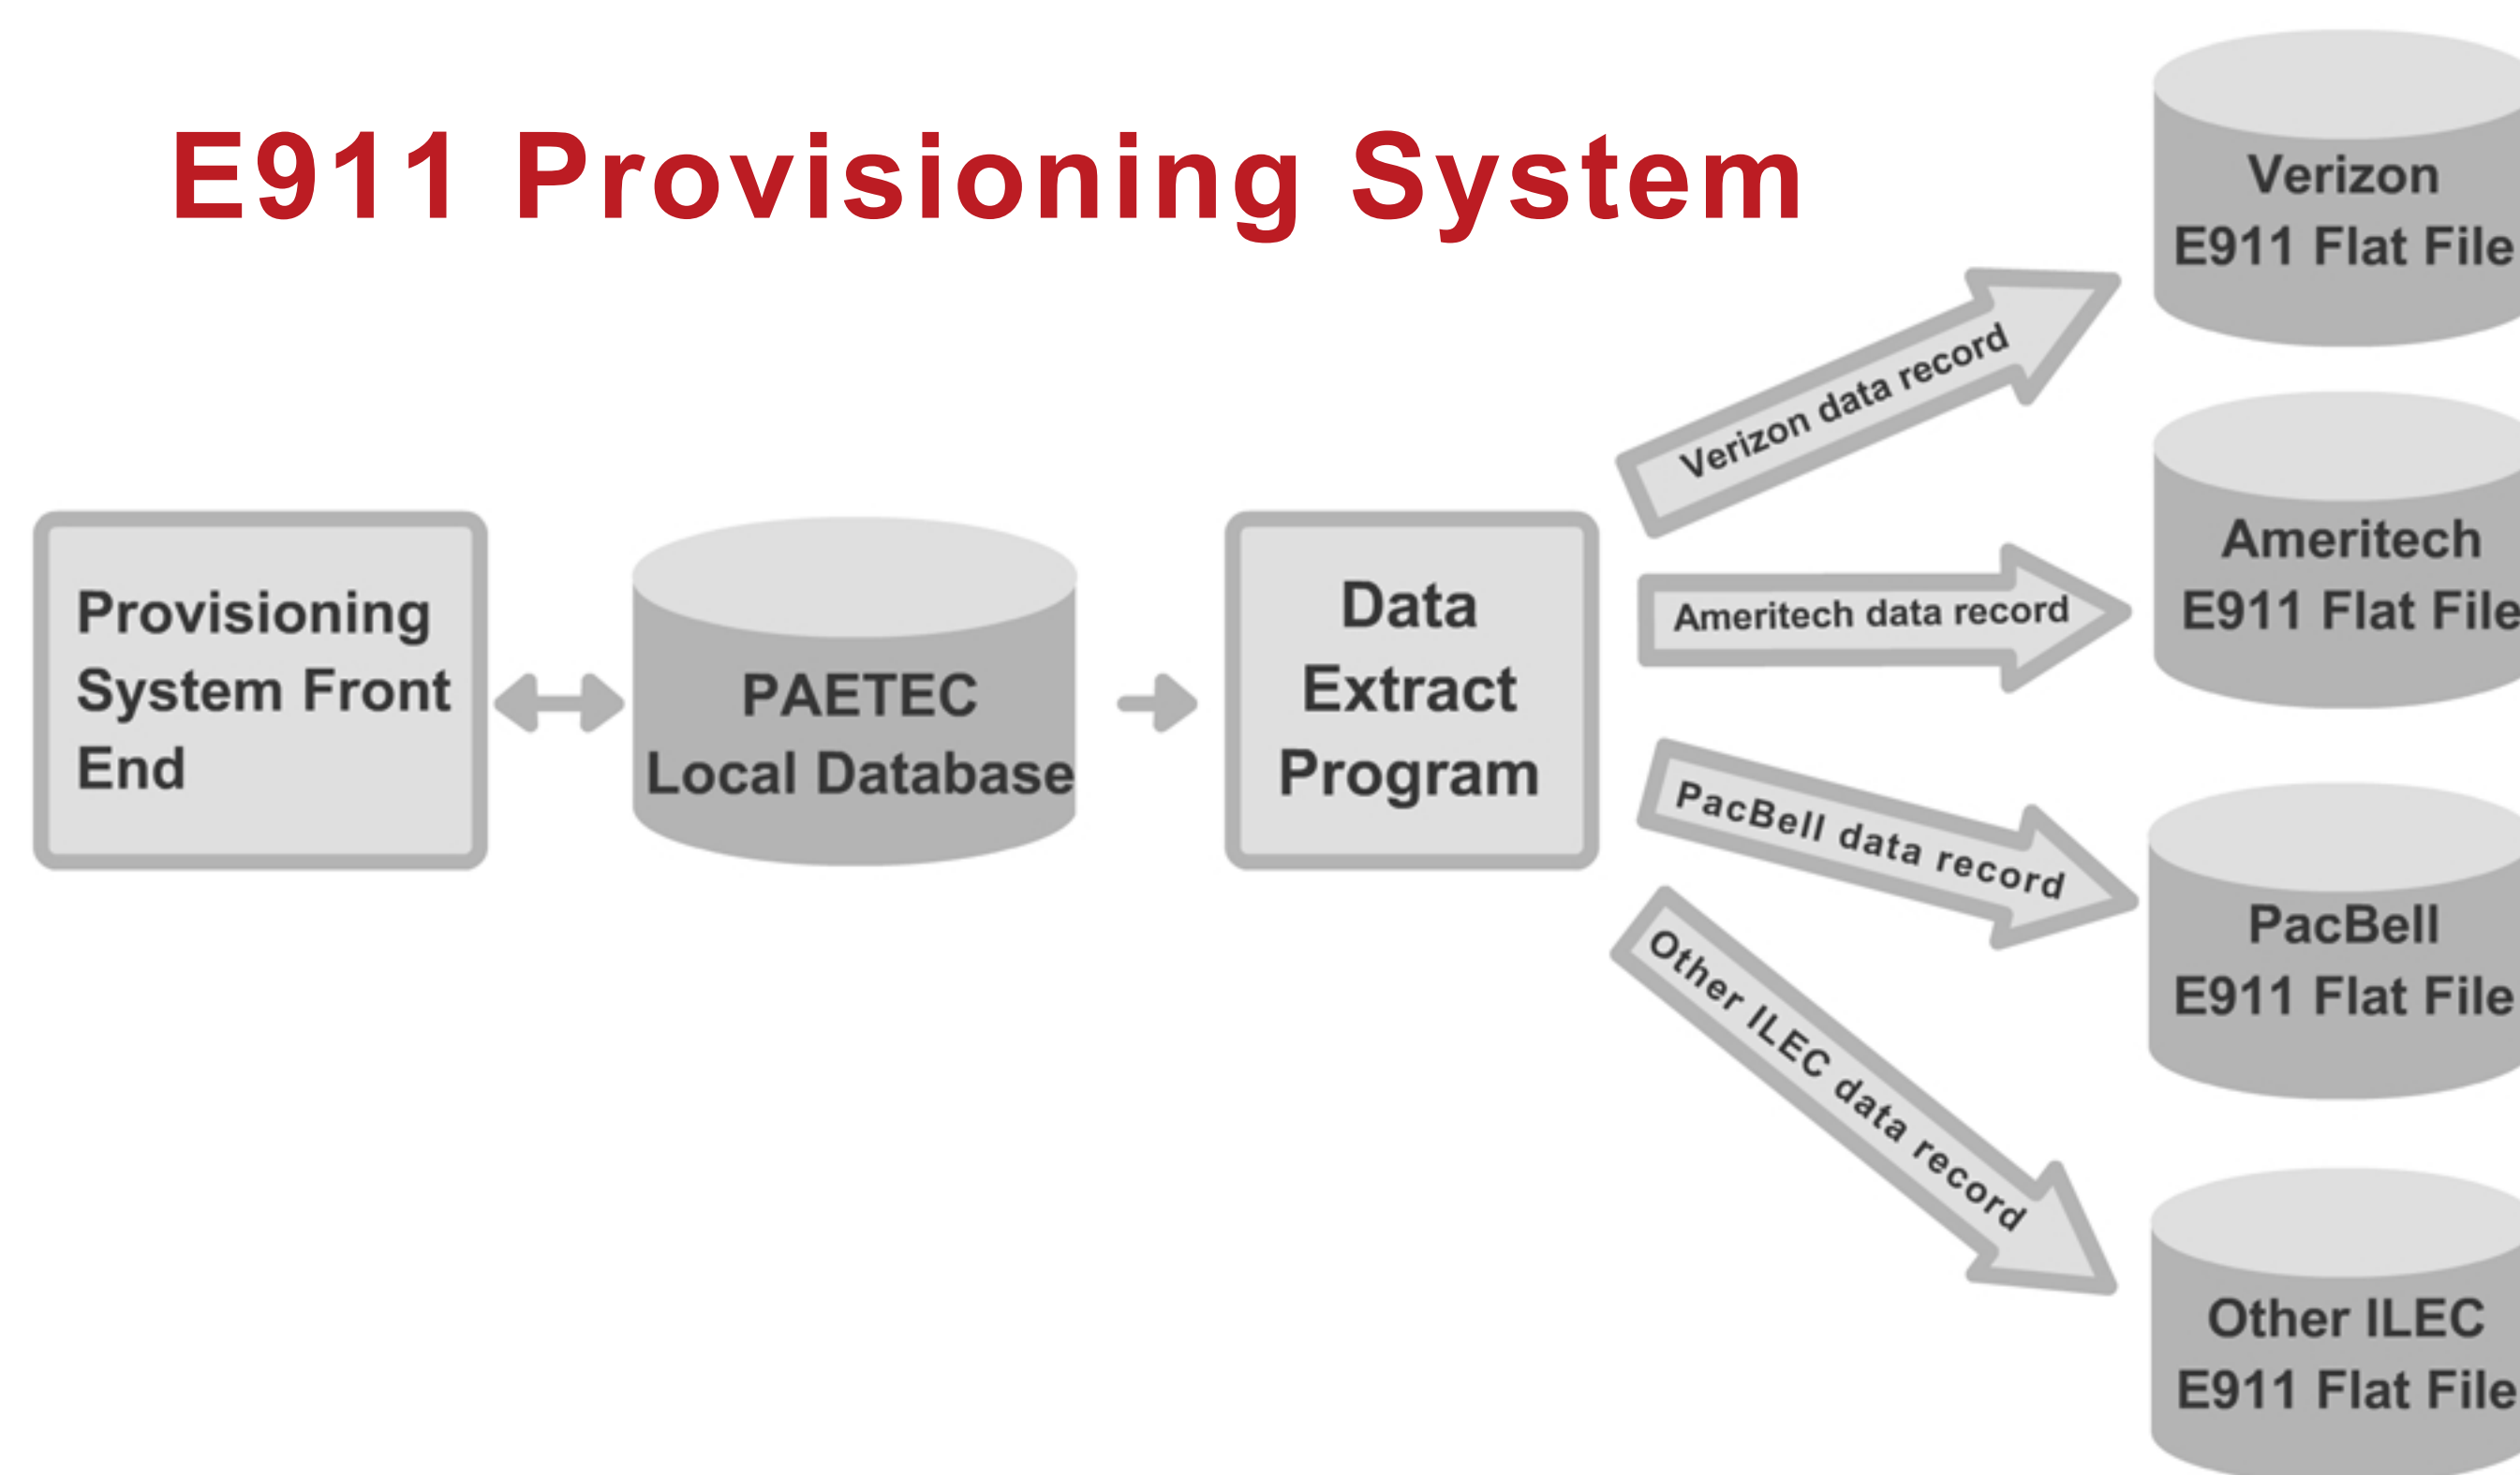 E911 Provisioning System
Provisioning
System Front
End
PAETEC
Local Database
Data
Extract
Program
Verizon data record
Ameritech data record
PacBell data record
Other ILEC data record
Verizon
E911 Flat File
Ameritech
E911 Flat File
PacBell
E911 Flat File
Other ILEC
E911 Flat File